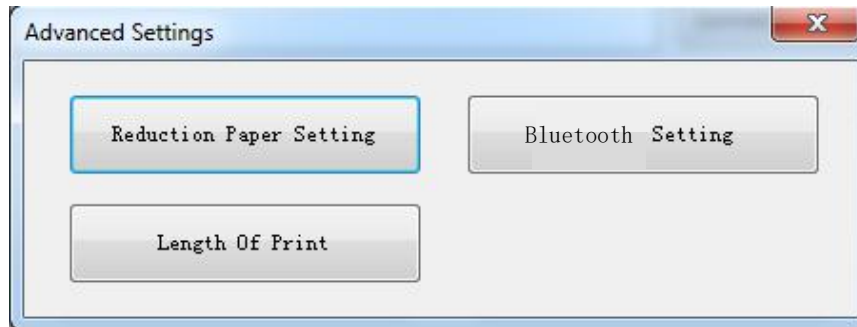 Advanced Settings
Reduction Paper Setting
Bluetooth Setting
Length Of Print